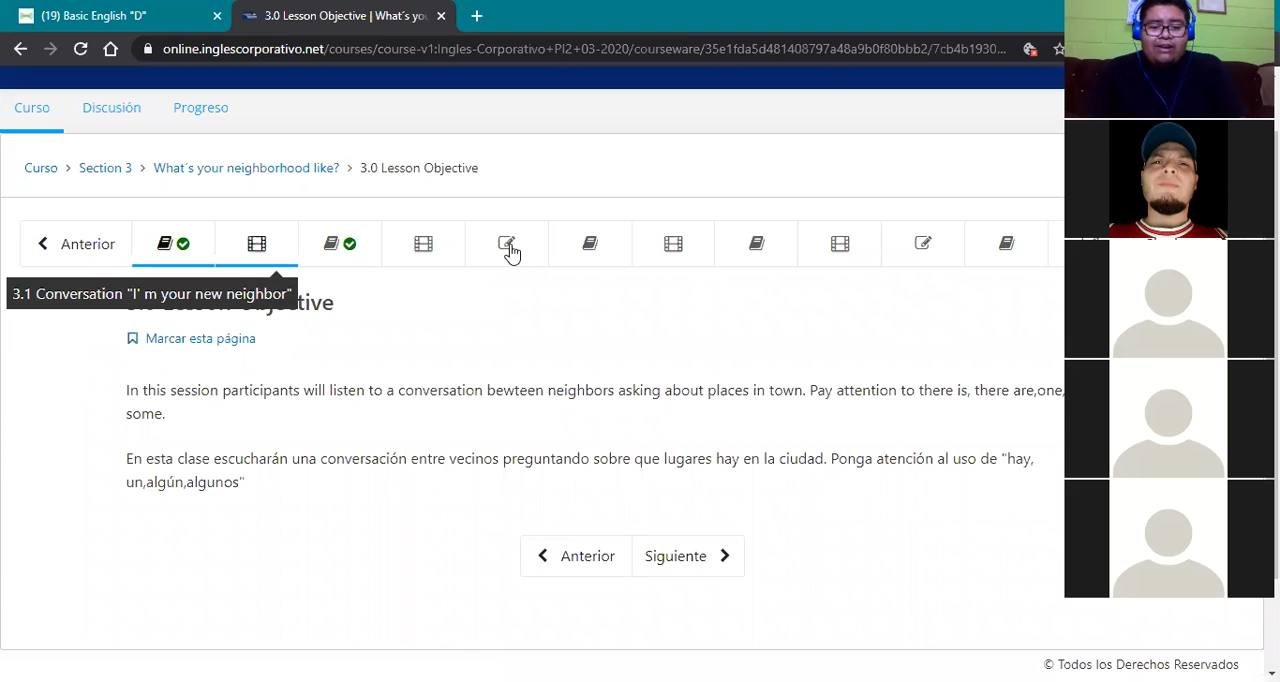 (19) Basic English "D"
3.0 Lesson Objective | What´s yo
online.inglescorporativo.net/courses/course-v1:Ingles-Corporativo+PI2+03-2020/courseware/35e1fda5d481408797a48a9b0f80bbb2/7cb4b1930...
Curso
Discusión
Progreso
Curso > Section 3 > What´s your neighborhood like? > 3.0 Lesson Objective
Anterior
3.1 Conversation "I' m your new neighbor"
Objective
Marcar esta página
In this session participants will listen to a conversation bewteen neighbors asking about places in town. Pay attention to there is, there are,one,
some.
En esta clase escucharán una conversación entre vecinos preguntando sobre que lugares hay en la ciudad. Ponga atención al uso de "hay,
un,algún,algunos"
Anterior
Siguiente
© Todos los Derechos Reservados